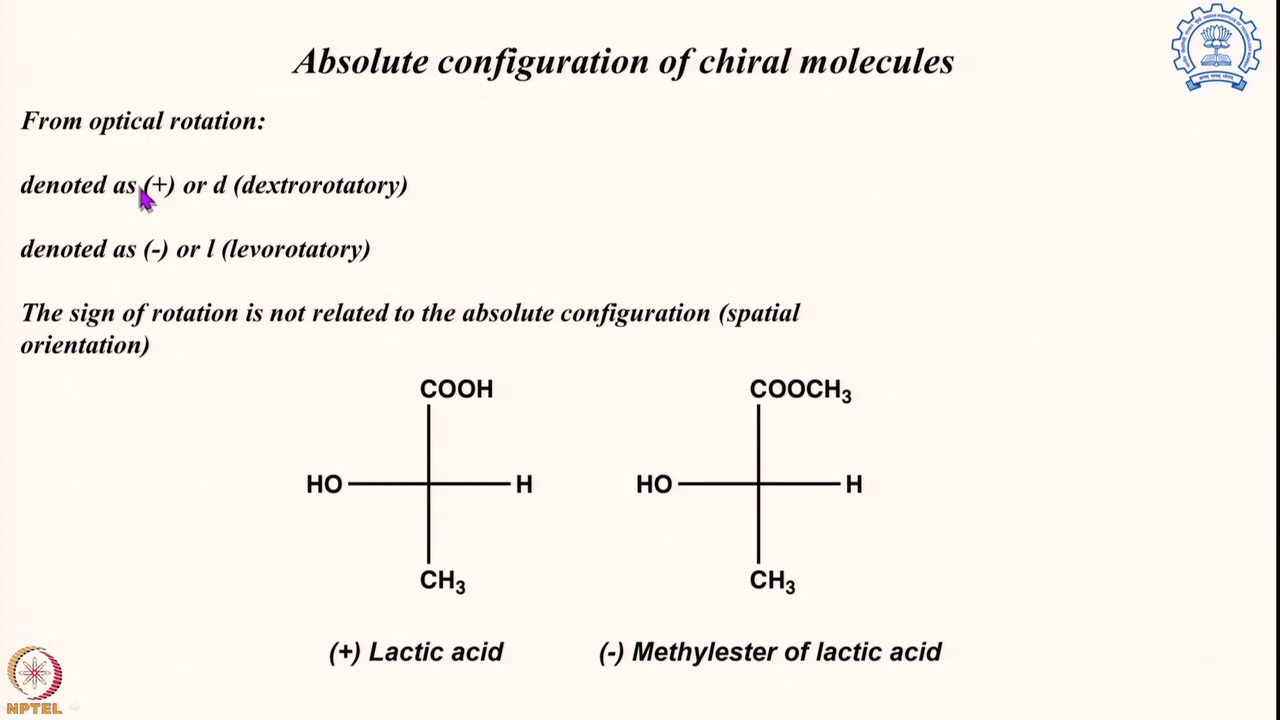 Absolute configuration of chiral molecules
From optical rotation:
denoted as (+) or d (dextrorotatory)
denoted as (-) or l (levorotatory)
The sign of rotation is not related to the absolute configuration (spatial
orientation)
COOH
COOCH3
HO
H
HO
H
CH3
CH3
(+) Lactic acid
(-) Methylester of lactic acid
NPTEL